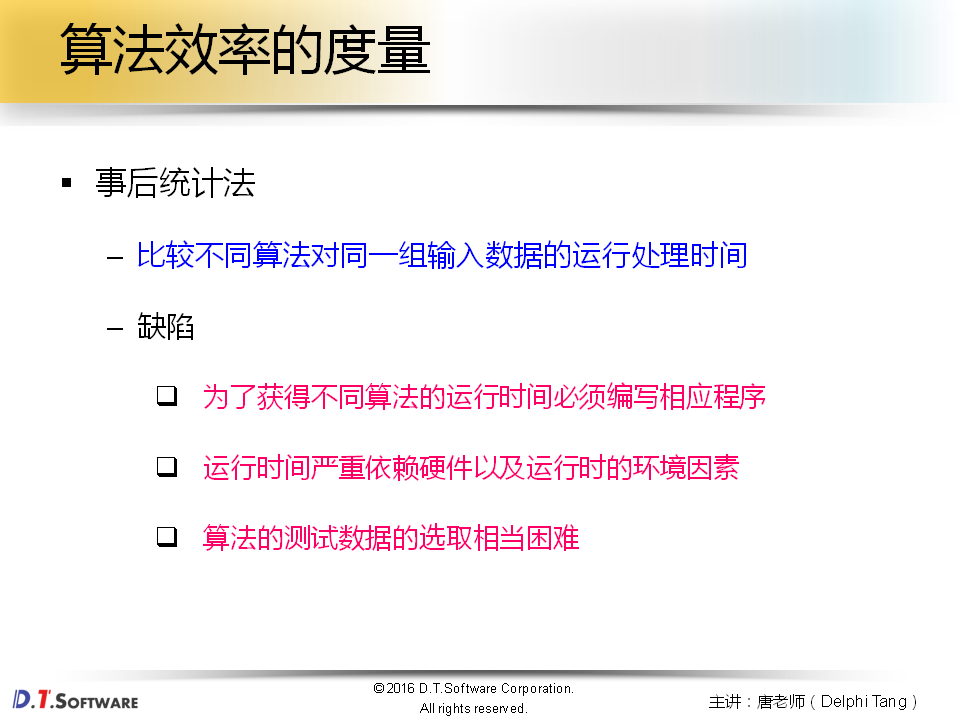 算法效率的度量
▪ 事后统计法
– 比较不同算法对同一组输入数据的运行处理时间
– 缺陷
❑ 为了获得不同算法的运行时间必须编写相应程序
❑ 运行时间严重依赖硬件以及运行时的环境因素
❑ 算法的测试数据的选取相当困难
D.T.SOFTWARE
©2016 D.T.Software Corporation.
All rights reserved.
主讲：唐老师（Delphi Tang）